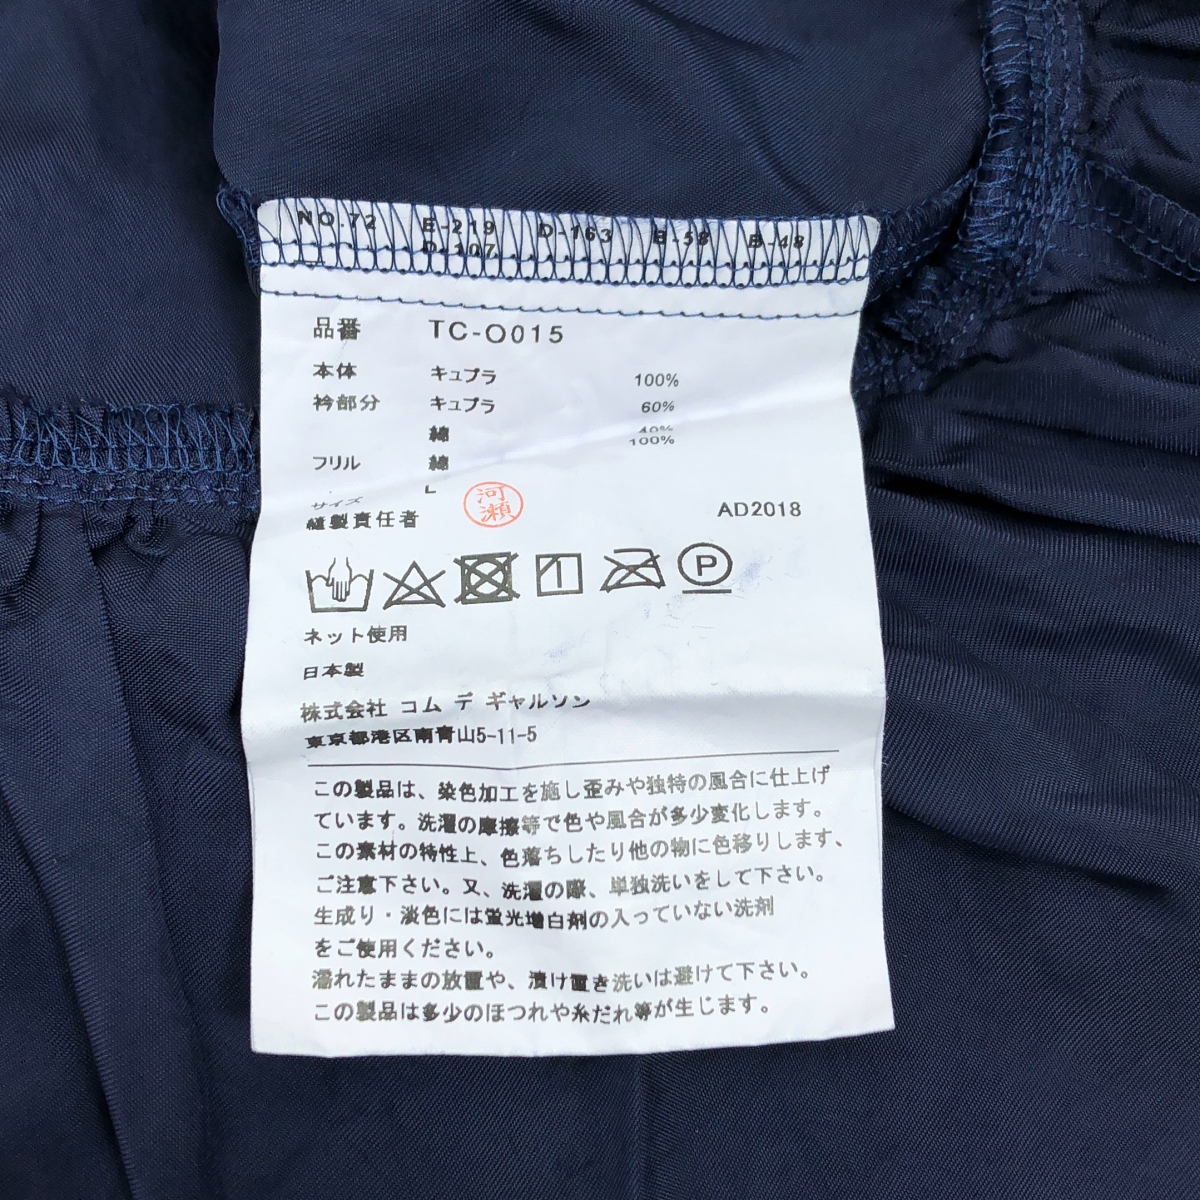 NO.72 E-219 D-163 B-58 B-48
D-107
品番 TC-O015
本体 キュプラ 100%
衿部分 キュプラ 60%
綿 40%
フリル 綿 100%
サイズ L
縫製責任者 河瀬 AD2018
1 P
ネット使用
日本製
株式会社 コム デ ギャルソン
東京都港区南青山5-11-5
この製品は、染色加工を施し歪みや独特の風合に仕上げ
ています。洗濯の摩擦等で色や風合が多少変化します。
この素材の特性上、色落ちしたり他の物に色移りします、
ご注意下さい。又、洗濯の際、単独洗いをして下さい。
生成り・淡色には蛍光増白剤の入っていない洗剤
をご使用ください。
濡れたままの放置や、漬け置き洗いは避けて下さい。
この製品は多少のほつれや糸だれ等が生じます。